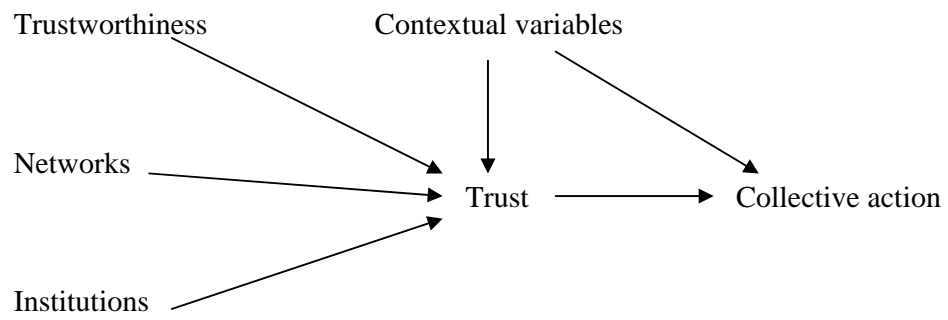 Trustworthiness
Contextual variables
Networks
Trust
Collective action
Institutions